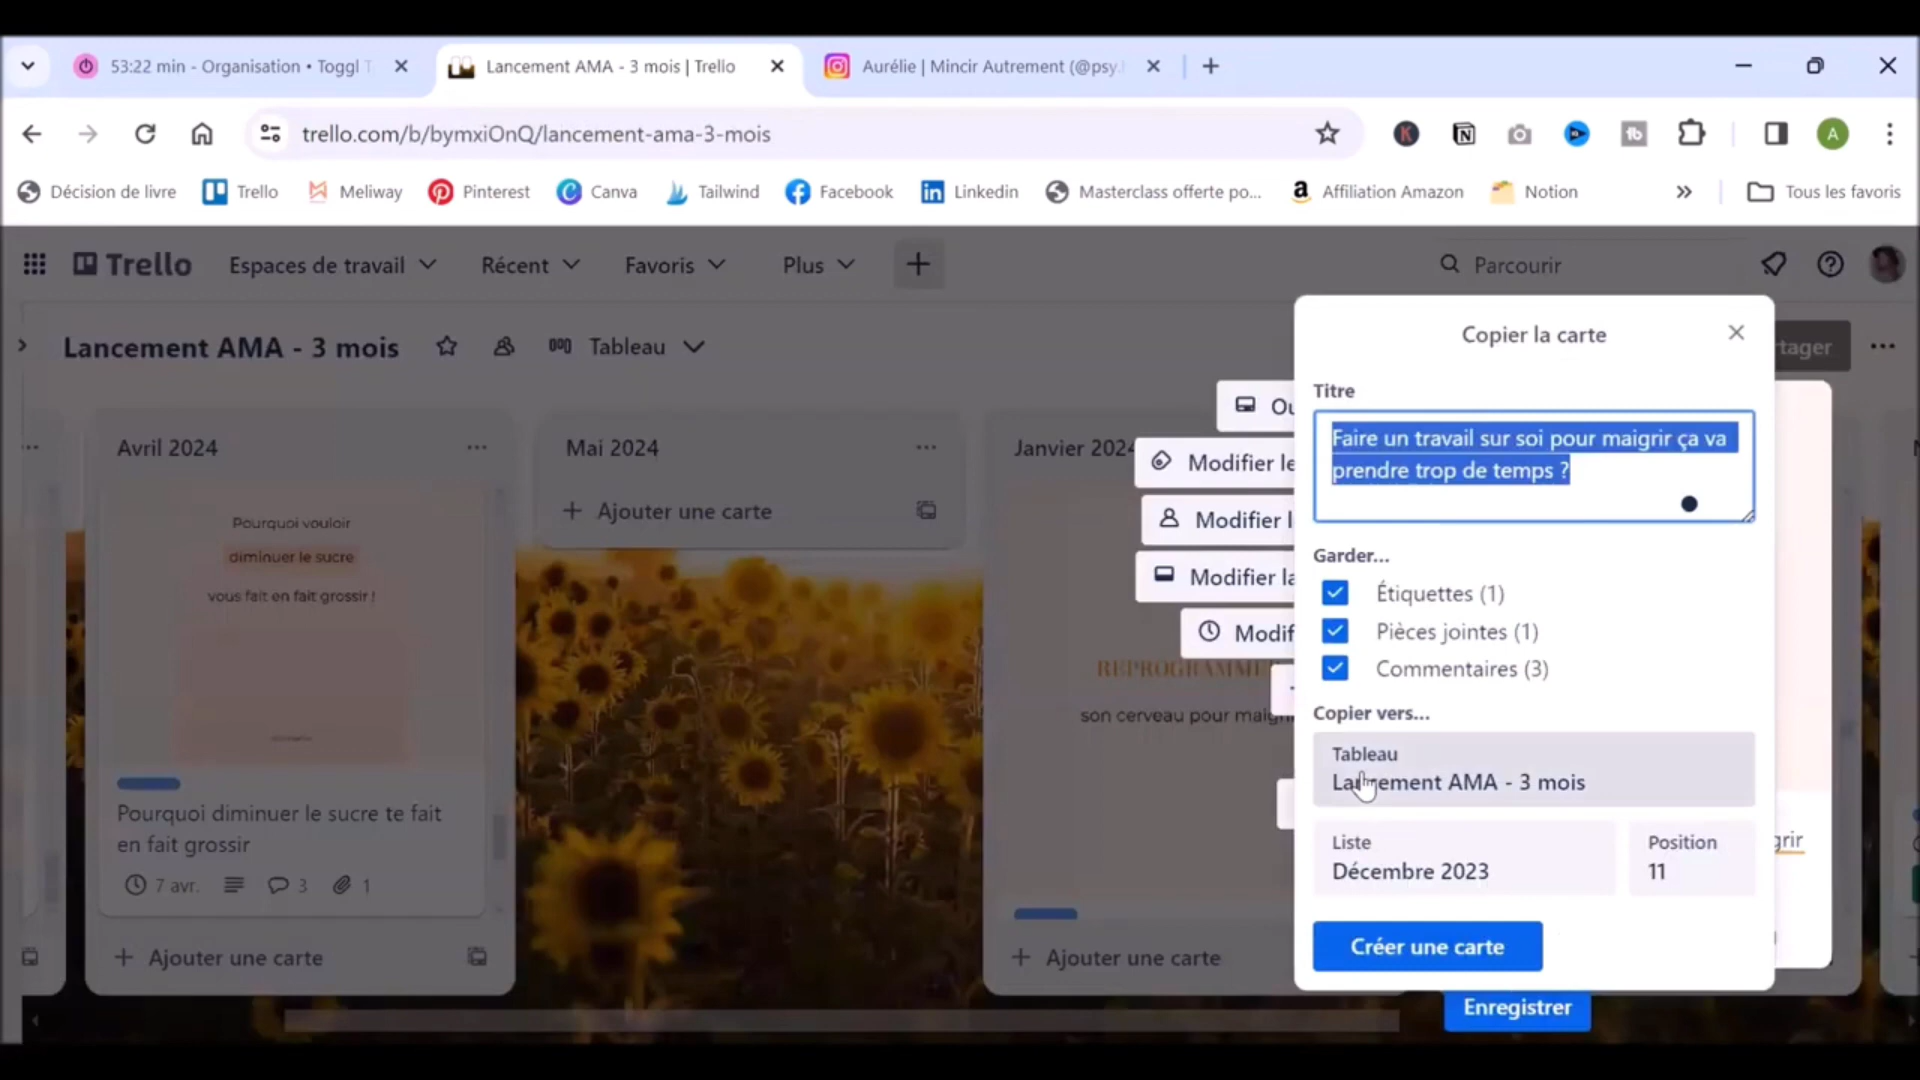 53:22 min - Organisation • Toggl T
Lancement AMA - 3 mois | Trello
Aurélie | Mincir Autrement (@psy.
trello.com/b/bymxiOnQ/lancement-ama-3-mois
Décision de livre
Trello
Meliway
Pinterest
Canva
Tailwind
Facebook
Linkedin
Masterclass offerte po...
Affiliation Amazon
Notion
Tous les favoris
Trello
Espaces de travail
Récent
Favoris
Plus
Parcourir
Lancement AMA - 3 mois
Tableau
rtager
Copier la carte
Titre
Faire un travail sur soi pour maigrir ça va
prendre trop de temps ?
Garder...
Étiquettes (1)
Pièces jointes (1)
Commentaires (3)
Copier vers...
Tableau
Lancement AMA - 3 mois
Liste
Décembre 2023
Position
11
Créer une carte
Enregistrer
Avril 2024
Pourquoi vouloir
diminuer le sucre
vous fait en fait grossir !
Pourquoi diminuer le sucre te fait
en fait grossir
7 avr.
3
1
Ajouter une carte
Mai 2024
Ajouter une carte
Janvier 2024
REPROGRAMMER
son cerveau pour maigrir
Ajouter une carte
Ou
Modifier le
Modifier l
Modifier la
Modif
grir